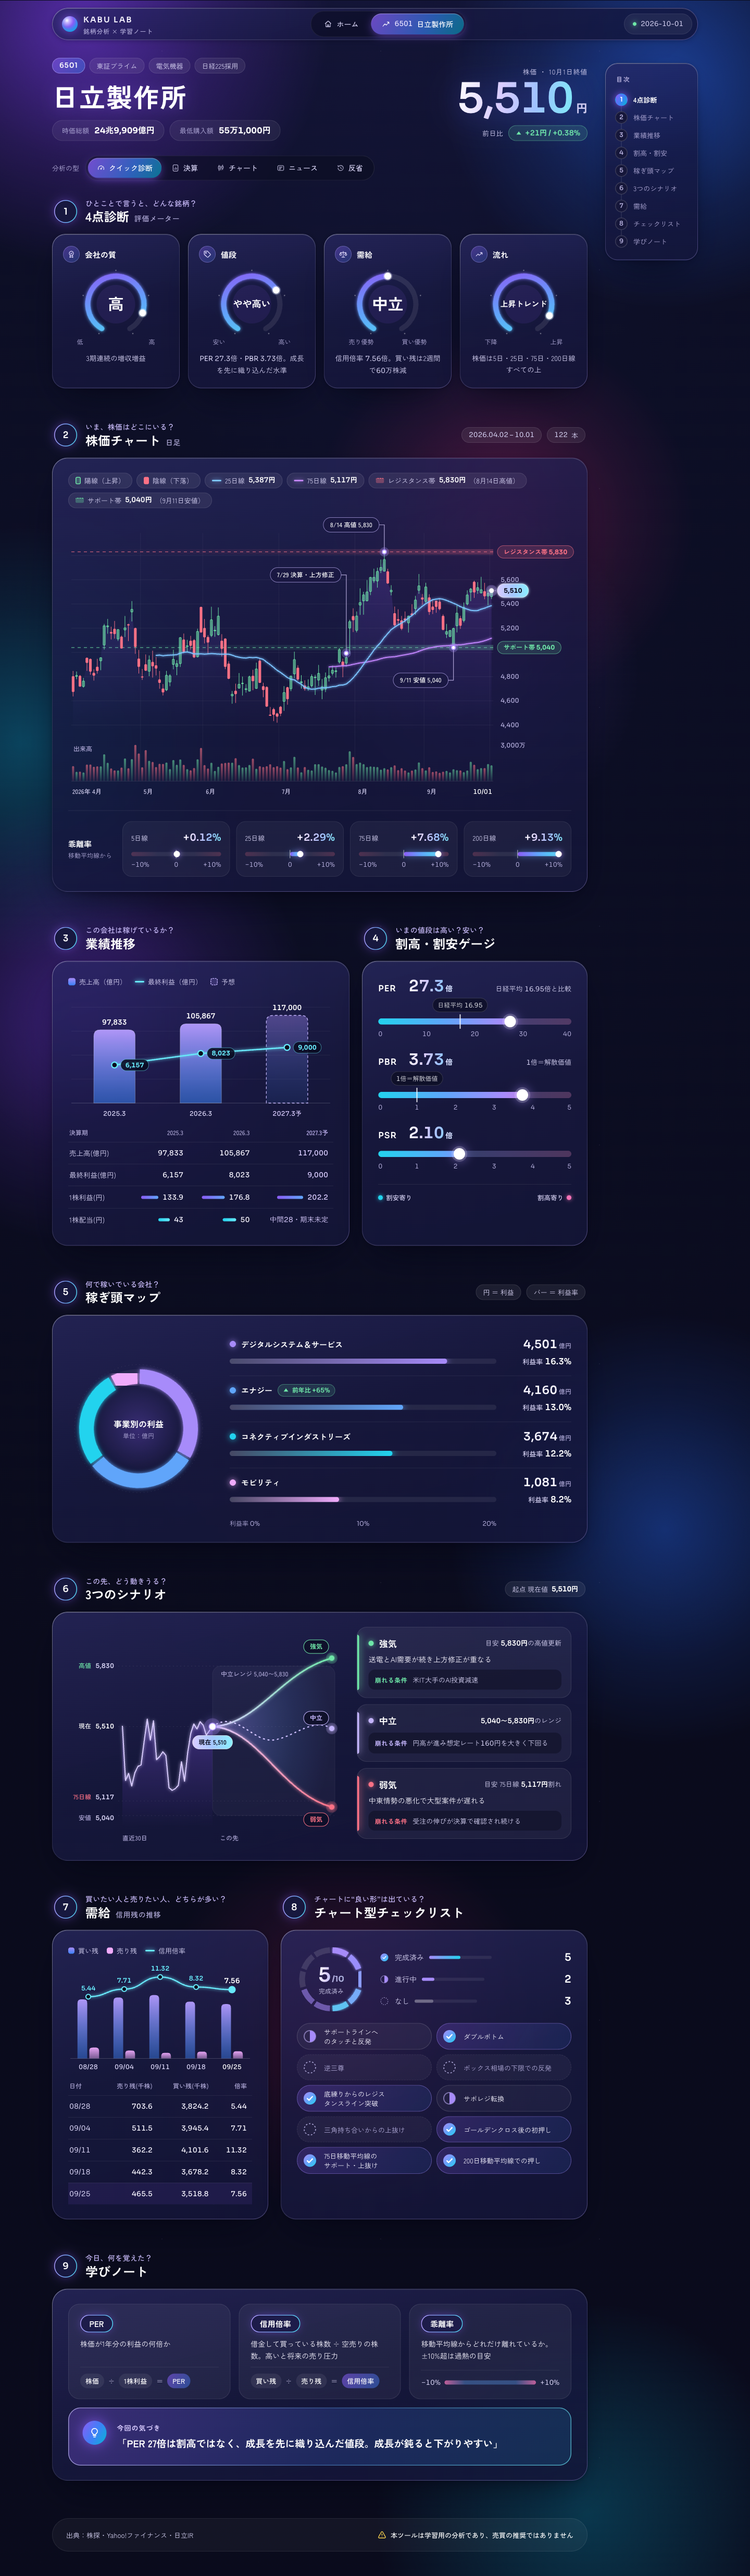 KABU LAB
銘柄分析 × 学習ノート
ホーム
6501 日立製作所
2026-10-01
6501
東証プライム
電気機器
日経225採用
日立製作所
時価総額 24兆9,909億円
最低購入額 55万1,000円
株価 ・ 10月1日終値
5,510円
前日比 ▲ +21円 / +0.38%
分析の型
クイック診断
決算
チャート
ニュース
反省
目次
1 4点診断
2 株価チャート
3 業績推移
4 割高・割安
5 稼ぎ頭マップ
6 3つのシナリオ
7 需給
8 チェックリスト
9 学びノート
1
ひとことで言うと、どんな銘柄？
4点診断 評価メーター
会社の質
高
低 高
3期連続の増収増益
値段
やや高い
安い 高い
PER 27.3倍・PBR 3.73倍。成長
を先に織り込んだ水準
需給
中立
売り優勢 買い優勢
信用倍率 7.56倍。買い残は2週間
で60万株減
流れ
上昇トレンド
下降 上昇
株価は5日・25日・75日・200日線
すべての上
2
いま、株価はどこにいる？
株価チャート 日足
2026.04.02 – 10.01
122 本
陽線（上昇）
陰線（下落）
25日線 5,387円
75日線 5,117円
レジスタンス帯 5,830円 （8月14日高値）
サポート帯 5,040円 （9月11日安値）
8/14 高値 5,830
レジスタンス帯 5,830
7/29 決算・上方修正
5,600
5,510
5,400
5,200
サポート帯 5,040
9/11 安値 5,040
4,800
4,600
4,400
出来高
3,000万
2026年 4月 5月 6月 7月 8月 9月 10/01
乖離率
移動平均線から
5日線 +0.12%
−10% 0 +10%
25日線 +2.29%
−10% 0 +10%
75日線 +7.68%
−10% 0 +10%
200日線 +9.13%
−10% 0 +10%
3
この会社は稼げているか？
業績推移
売上高（億円） 最終利益（億円） 予想
97,833
105,867
117,000
6,157
8,023
9,000
2025.3 2026.3 2027.3予
決算期 2025.3 2026.3 2027.3予
売上高(億円) 97,833 105,867 117,000
最終利益(億円) 6,157 8,023 9,000
1株利益(円) 133.9 176.8 202.2
1株配当(円) 43 50 中間28・期末未定
4
いまの値段は高い？安い？
割高・割安ゲージ
PER 27.3倍 日経平均 16.95倍と比較
日経平均 16.95
0 10 20 30 40
PBR 3.73倍 1倍＝解散価値
1倍＝解散価値
0 1 2 3 4 5
PSR 2.10倍
0 1 2 3 4 5
割安寄り 割高寄り
5
何で稼いでいる会社？
稼ぎ頭マップ
円 ＝ 利益
バー ＝ 利益率
事業別の利益
単位：億円
デジタルシステム＆サービス 4,501 億円
利益率 16.3%
エナジー ▲ 前年比 +65% 4,160 億円
利益率 13.0%
コネクティブインダストリーズ 3,674 億円
利益率 12.2%
モビリティ 1,081 億円
利益率 8.2%
利益率 0% 10% 20%
6
この先、どう動きうる？
3つのシナリオ
起点 現在値 5,510円
高値 5,830
現在 5,510
75日線 5,117
安値 5,040
中立レンジ 5,040〜5,830
強気
中立
現在 5,510
弱気
直近30日 この先
強気 目安 5,830円の高値更新
送電とAI需要が続き上方修正が重なる
崩れる条件 米IT大手のAI投資減速
中立 5,040〜5,830円のレンジ
崩れる条件 円高が進み想定レート160円を大きく下回る
弱気 目安 75日線 5,117円割れ
中東情勢の悪化で大型案件が遅れる
崩れる条件 受注の伸びが決算で確認され続ける
7
買いたい人と売りたい人、どちらが多い？
需給 信用残の推移
買い残 売り残 信用倍率
5.44 7.71 11.32 8.32 7.56
08/28 09/04 09/11 09/18 09/25
日付 売り残(千株) 買い残(千株) 倍率
08/28 703.6 3,824.2 5.44
09/04 511.5 3,945.4 7.71
09/11 362.2 4,101.6 11.32
09/18 442.3 3,678.2 8.32
09/25 465.5 3,518.8 7.56
8
チャートに“良い形”は出ている？
チャート型チェックリスト
5/10
完成済み
完成済み 5
進行中 2
なし 3
サポートラインへ
のタッチと反発
ダブルボトム
逆三尊
ボックス相場の下限での反発
底練りからのレジス
タンスライン突破
サポレジ転換
三角持ち合いからの上抜け
ゴールデンクロス後の初押し
75日移動平均線の
サポート・上抜け
200日移動平均線での押し
9
今日、何を覚えた？
学びノート
PER
株価が1年分の利益の何倍か
株価 ÷ 1株利益 ＝ PER
信用倍率
借金して買っている株数 ÷ 空売りの株
数。高いと将来の売り圧力
買い残 ÷ 売り残 ＝ 信用倍率
乖離率
移動平均線からどれだけ離れているか。
±10%超は過熱の目安
−10% +10%
今回の気づき
「PER 27倍は割高ではなく、成長を先に織り込んだ値段。成長が鈍ると下がりやすい」
出典：株探・Yahoo!ファイナンス・日立IR
本ツールは学習用の分析であり、売買の推奨ではありません